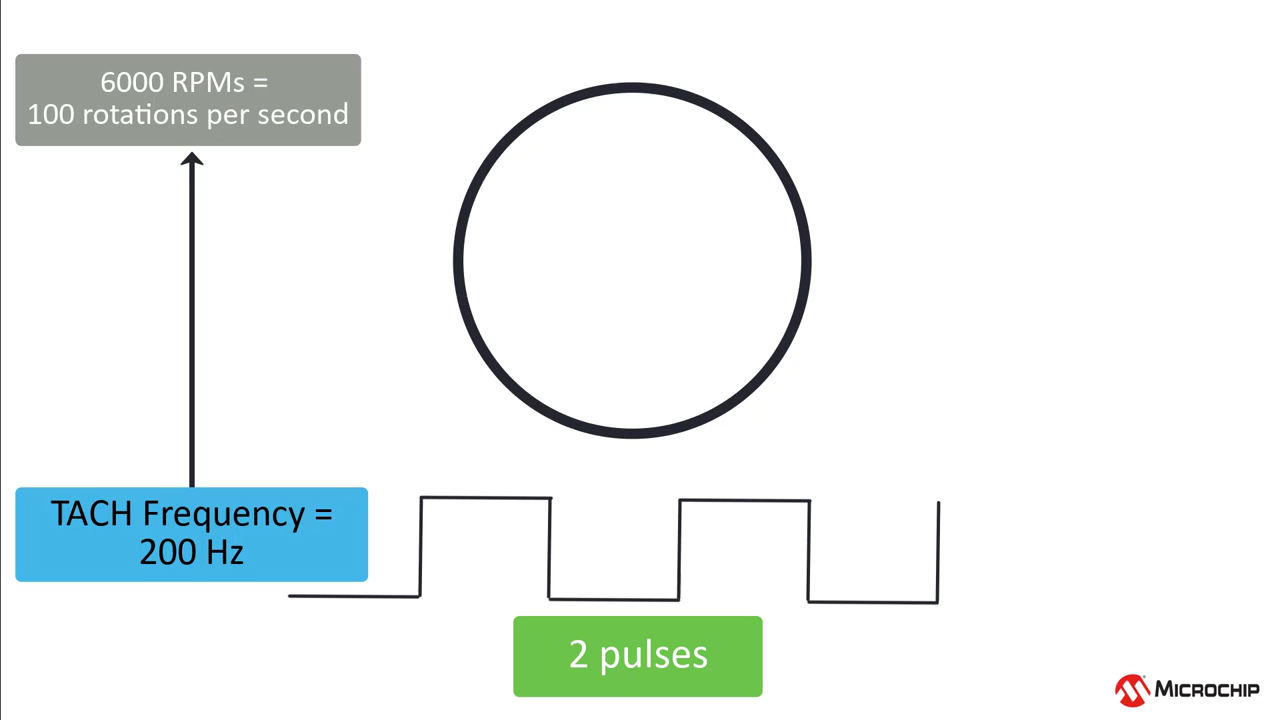 6000 RPMs =
100 rotations per second
TACH Frequency =
200 Hz
2 pulses
MICROCHIP